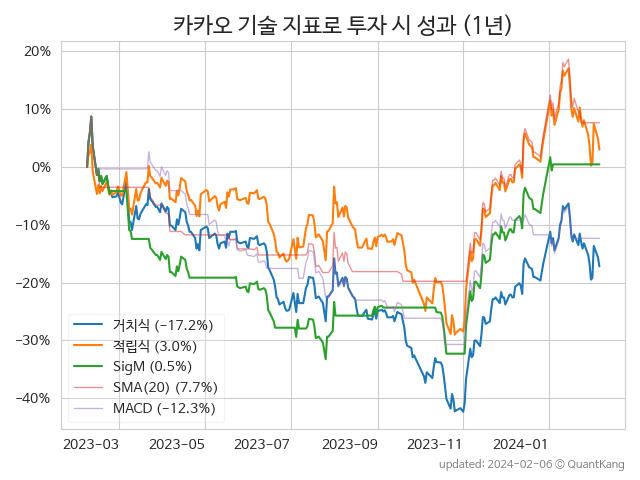 카카오 기술 지표로 투자 시 성과 (1년)
20%
10%
0%
−10%
−20%
−30%
−40%
거치식 (−17.2%)
적립식 (3.0%)
SigM (0.5%)
SMA(20) (7.7%)
MACD (−12.3%)
2023−03
2023−05
2023−07
2023−09
2023−11
2024−01
updated: 2024-02-06 © QuantKang